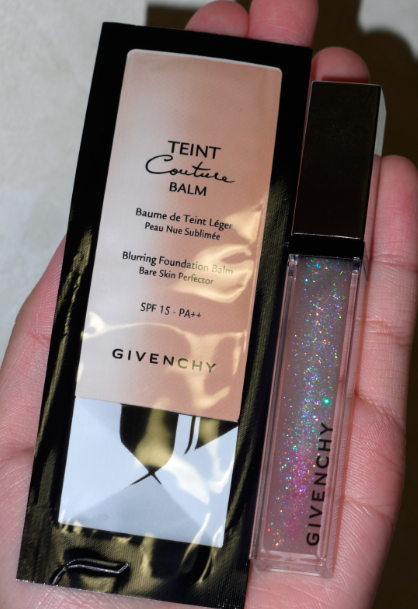 TEINT
Couture
BALM
Baume de Teint Léger
Peau Nue Sublimée
Blurring Foundation Balm
Bare Skin Perfector
SPF 15 - PA++
GIVENCHY
GIVENCHY